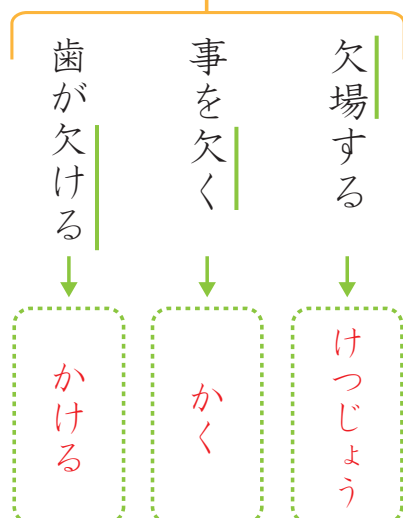 欠場する
けつじょう
事を欠く
かく
歯が欠ける
かける